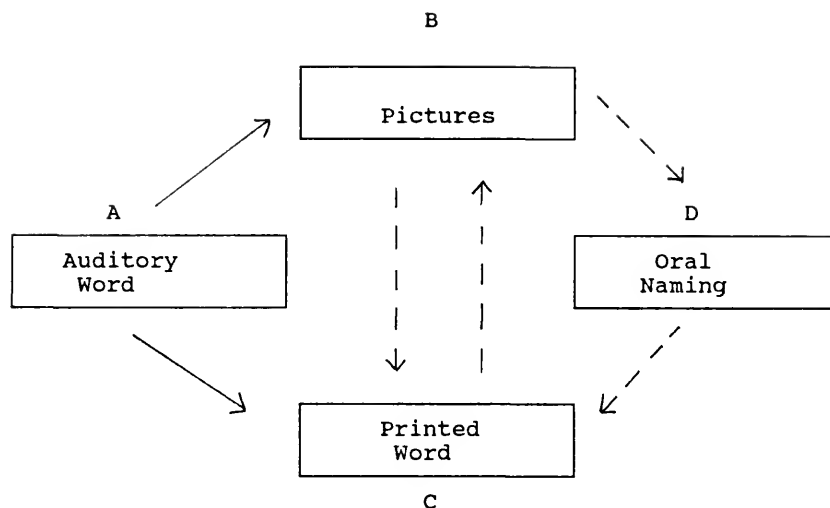 B
Pictures
A
Auditory
Word
D
Oral
Naming
Printed
Word
C